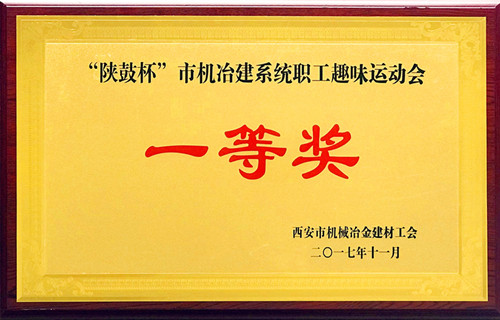 “陕鼓杯”市机冶建系统职工趣味运动会
一等奖
西安市机械冶金建材工会
二〇一七年十一月